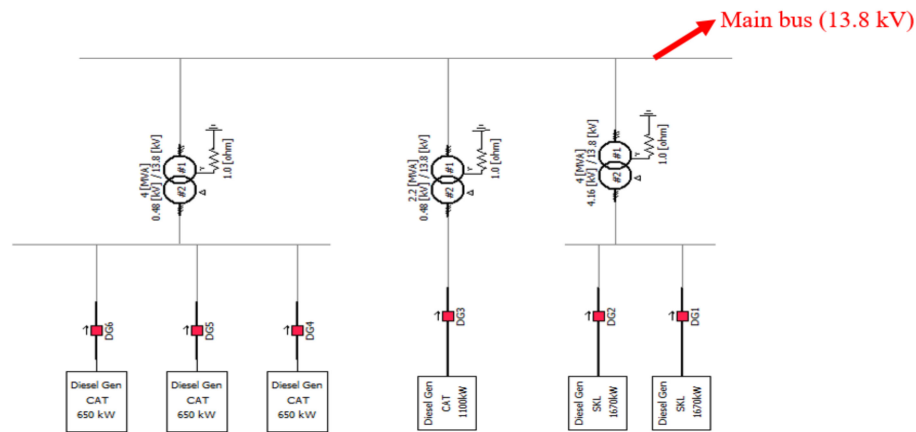 Main bus (13.8 kV)
#1
#2
Y
Δ
4 [MVA]
0.48 [kV] / 13.8 [kV]
1.0 [ohm]
#1
#2
Y
Δ
2.2 [MVA]
0.48 [kV] / 13.8 [kV]
1.0 [ohm]
#1
#2
Y
Δ
4 [MVA]
4.16 [kV] / 13.8 [kV]
1.0 [ohm]
DG6
DG5
DG4
DG3
DG2
DG1
Diesel Gen
CAT
650 kW
Diesel Gen
CAT
650 kW
Diesel Gen
CAT
650 kW
Diesel Gen
CAT
1100kW
Diesel Gen
SKL
1670kW
Diesel Gen
SKL
1670kW